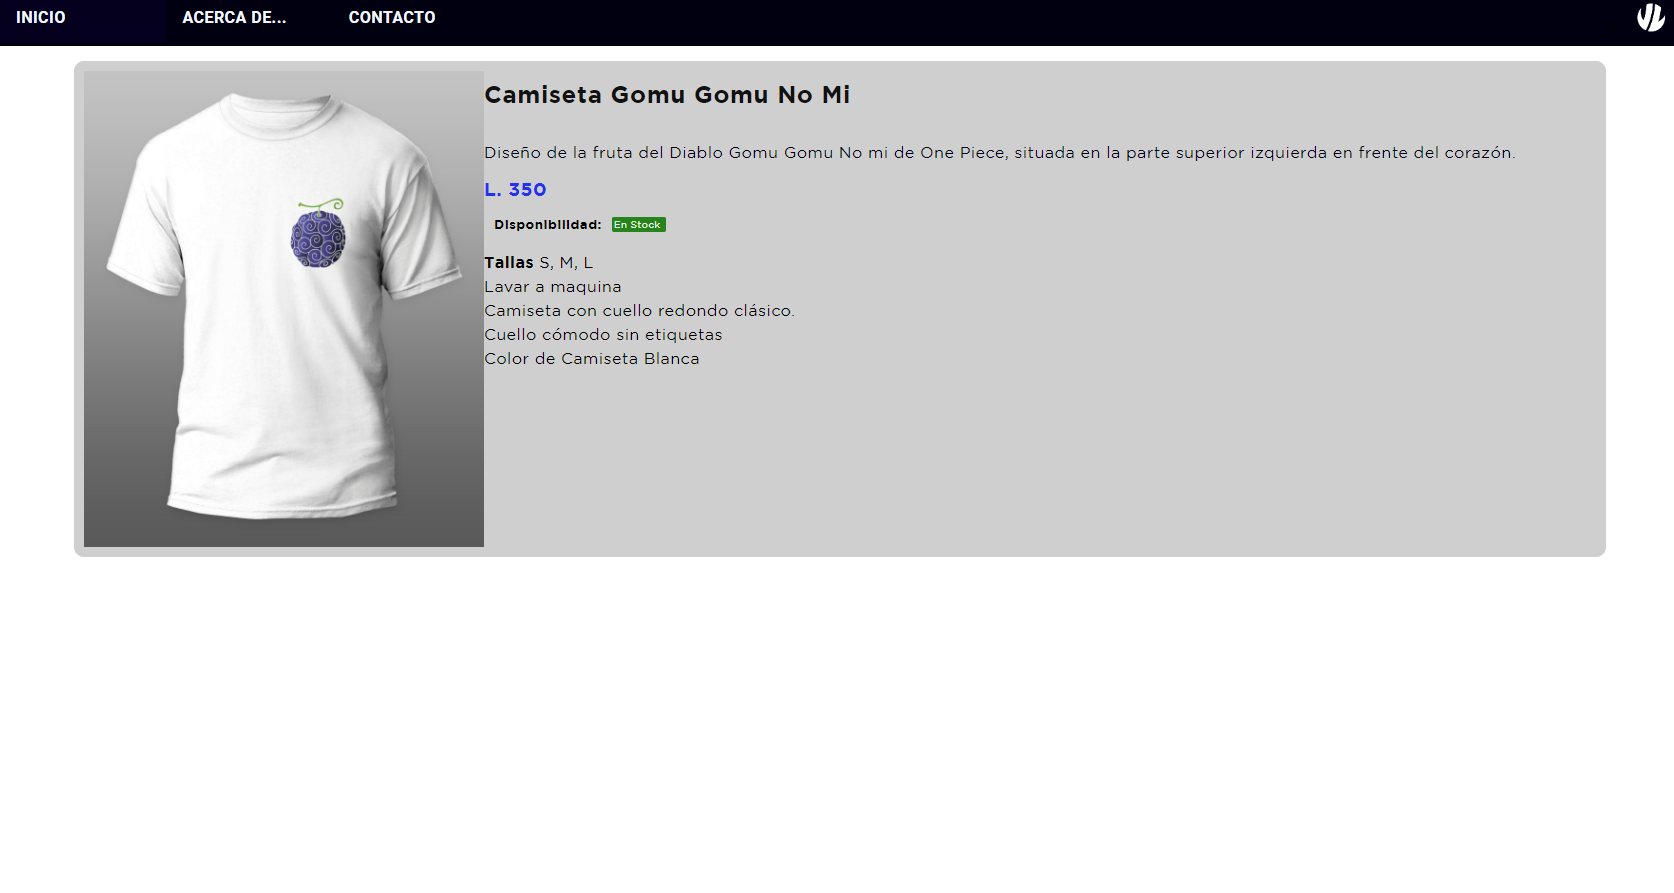 INICIO ACERCA DE... CONTACTO
Camiseta Gomu Gomu No Mi
Diseño de la fruta del Diablo Gomu Gomu No mi de One Piece, situada en la parte superior izquierda en frente del corazón.
L. 350
Disponibilidad: En Stock
Tallas S, M, L
Lavar a maquina
Camiseta con cuello redondo clásico.
Cuello cómodo sin etiquetas
Color de Camiseta Blanca